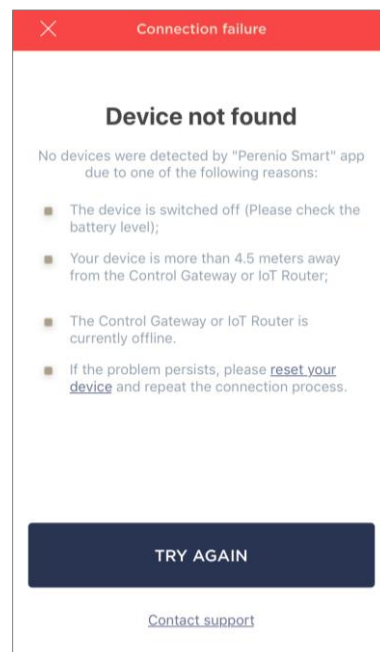 Connection failure
Device not found
No devices were detected by "Perenio Smart" app
due to one of the following reasons:
The device is switched off (Please check the
battery level);
Your device is more than 4.5 meters away
from the Control Gateway or IoT Router;
The Control Gateway or IoT Router is
currently offline.
If the problem persists, please reset your
device and repeat the connection process.
TRY AGAIN
Contact support